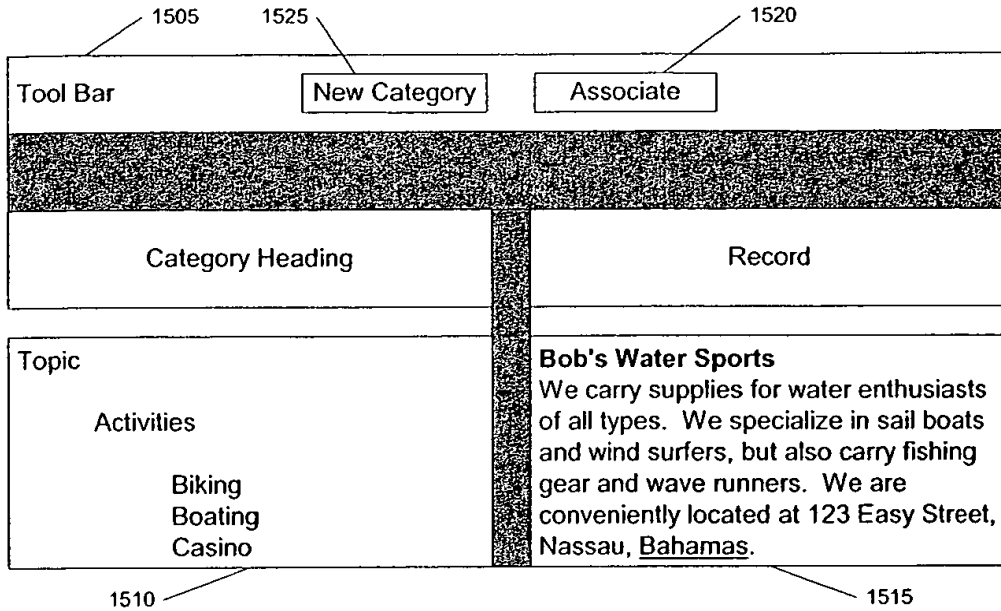 1505
1525
1520
Tool Bar
New Category
Associate
Category Heading
Record
Topic
Activities
Biking
Boating
Casino
Bob's Water Sports
We carry supplies for water enthusiasts
of all types.  We specialize in sail boats
and wind surfers, but also carry fishing
gear and wave runners.  We are
conveniently located at 123 Easy Street,
Nassau, Bahamas.
1510
1515